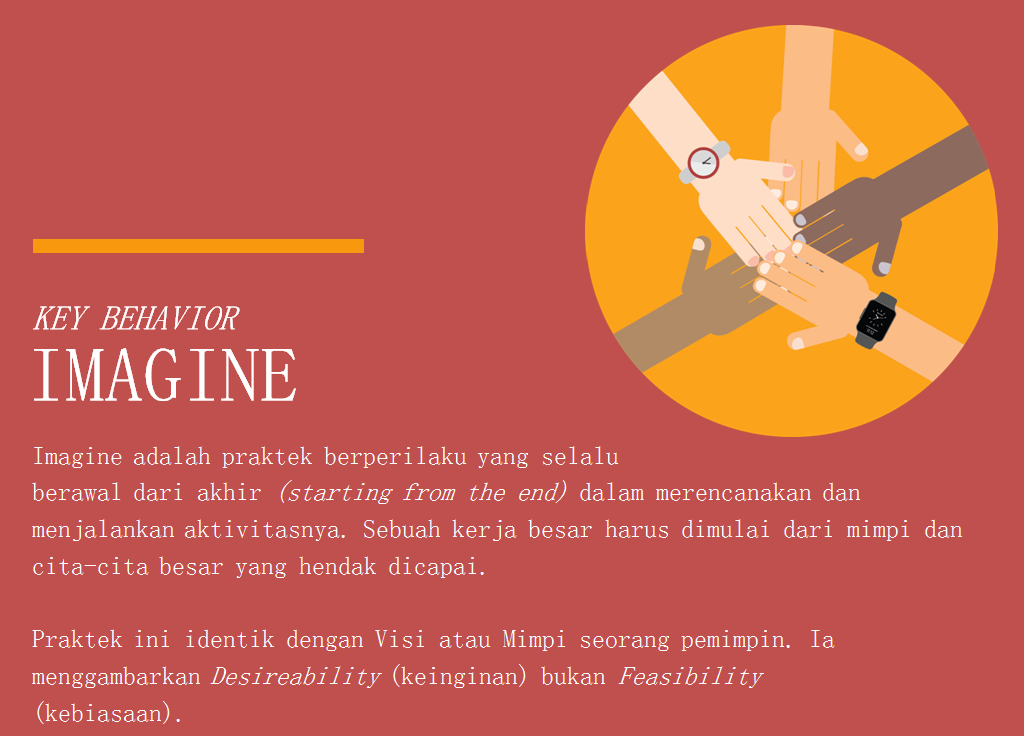 KEY BEHAVIOR
IMAGINE
Imagine adalah praktek berperilaku yang selalu
berawal dari akhir (starting from the end) dalam merencanakan dan
menjalankan aktivitasnya. Sebuah kerja besar harus dimulai dari mimpi dan
cita-cita besar yang hendak dicapai.
Praktek ini identik dengan Visi atau Mimpi seorang pemimpin. Ia
menggambarkan Desireability (keinginan) bukan Feasibility
(kebiasaan).